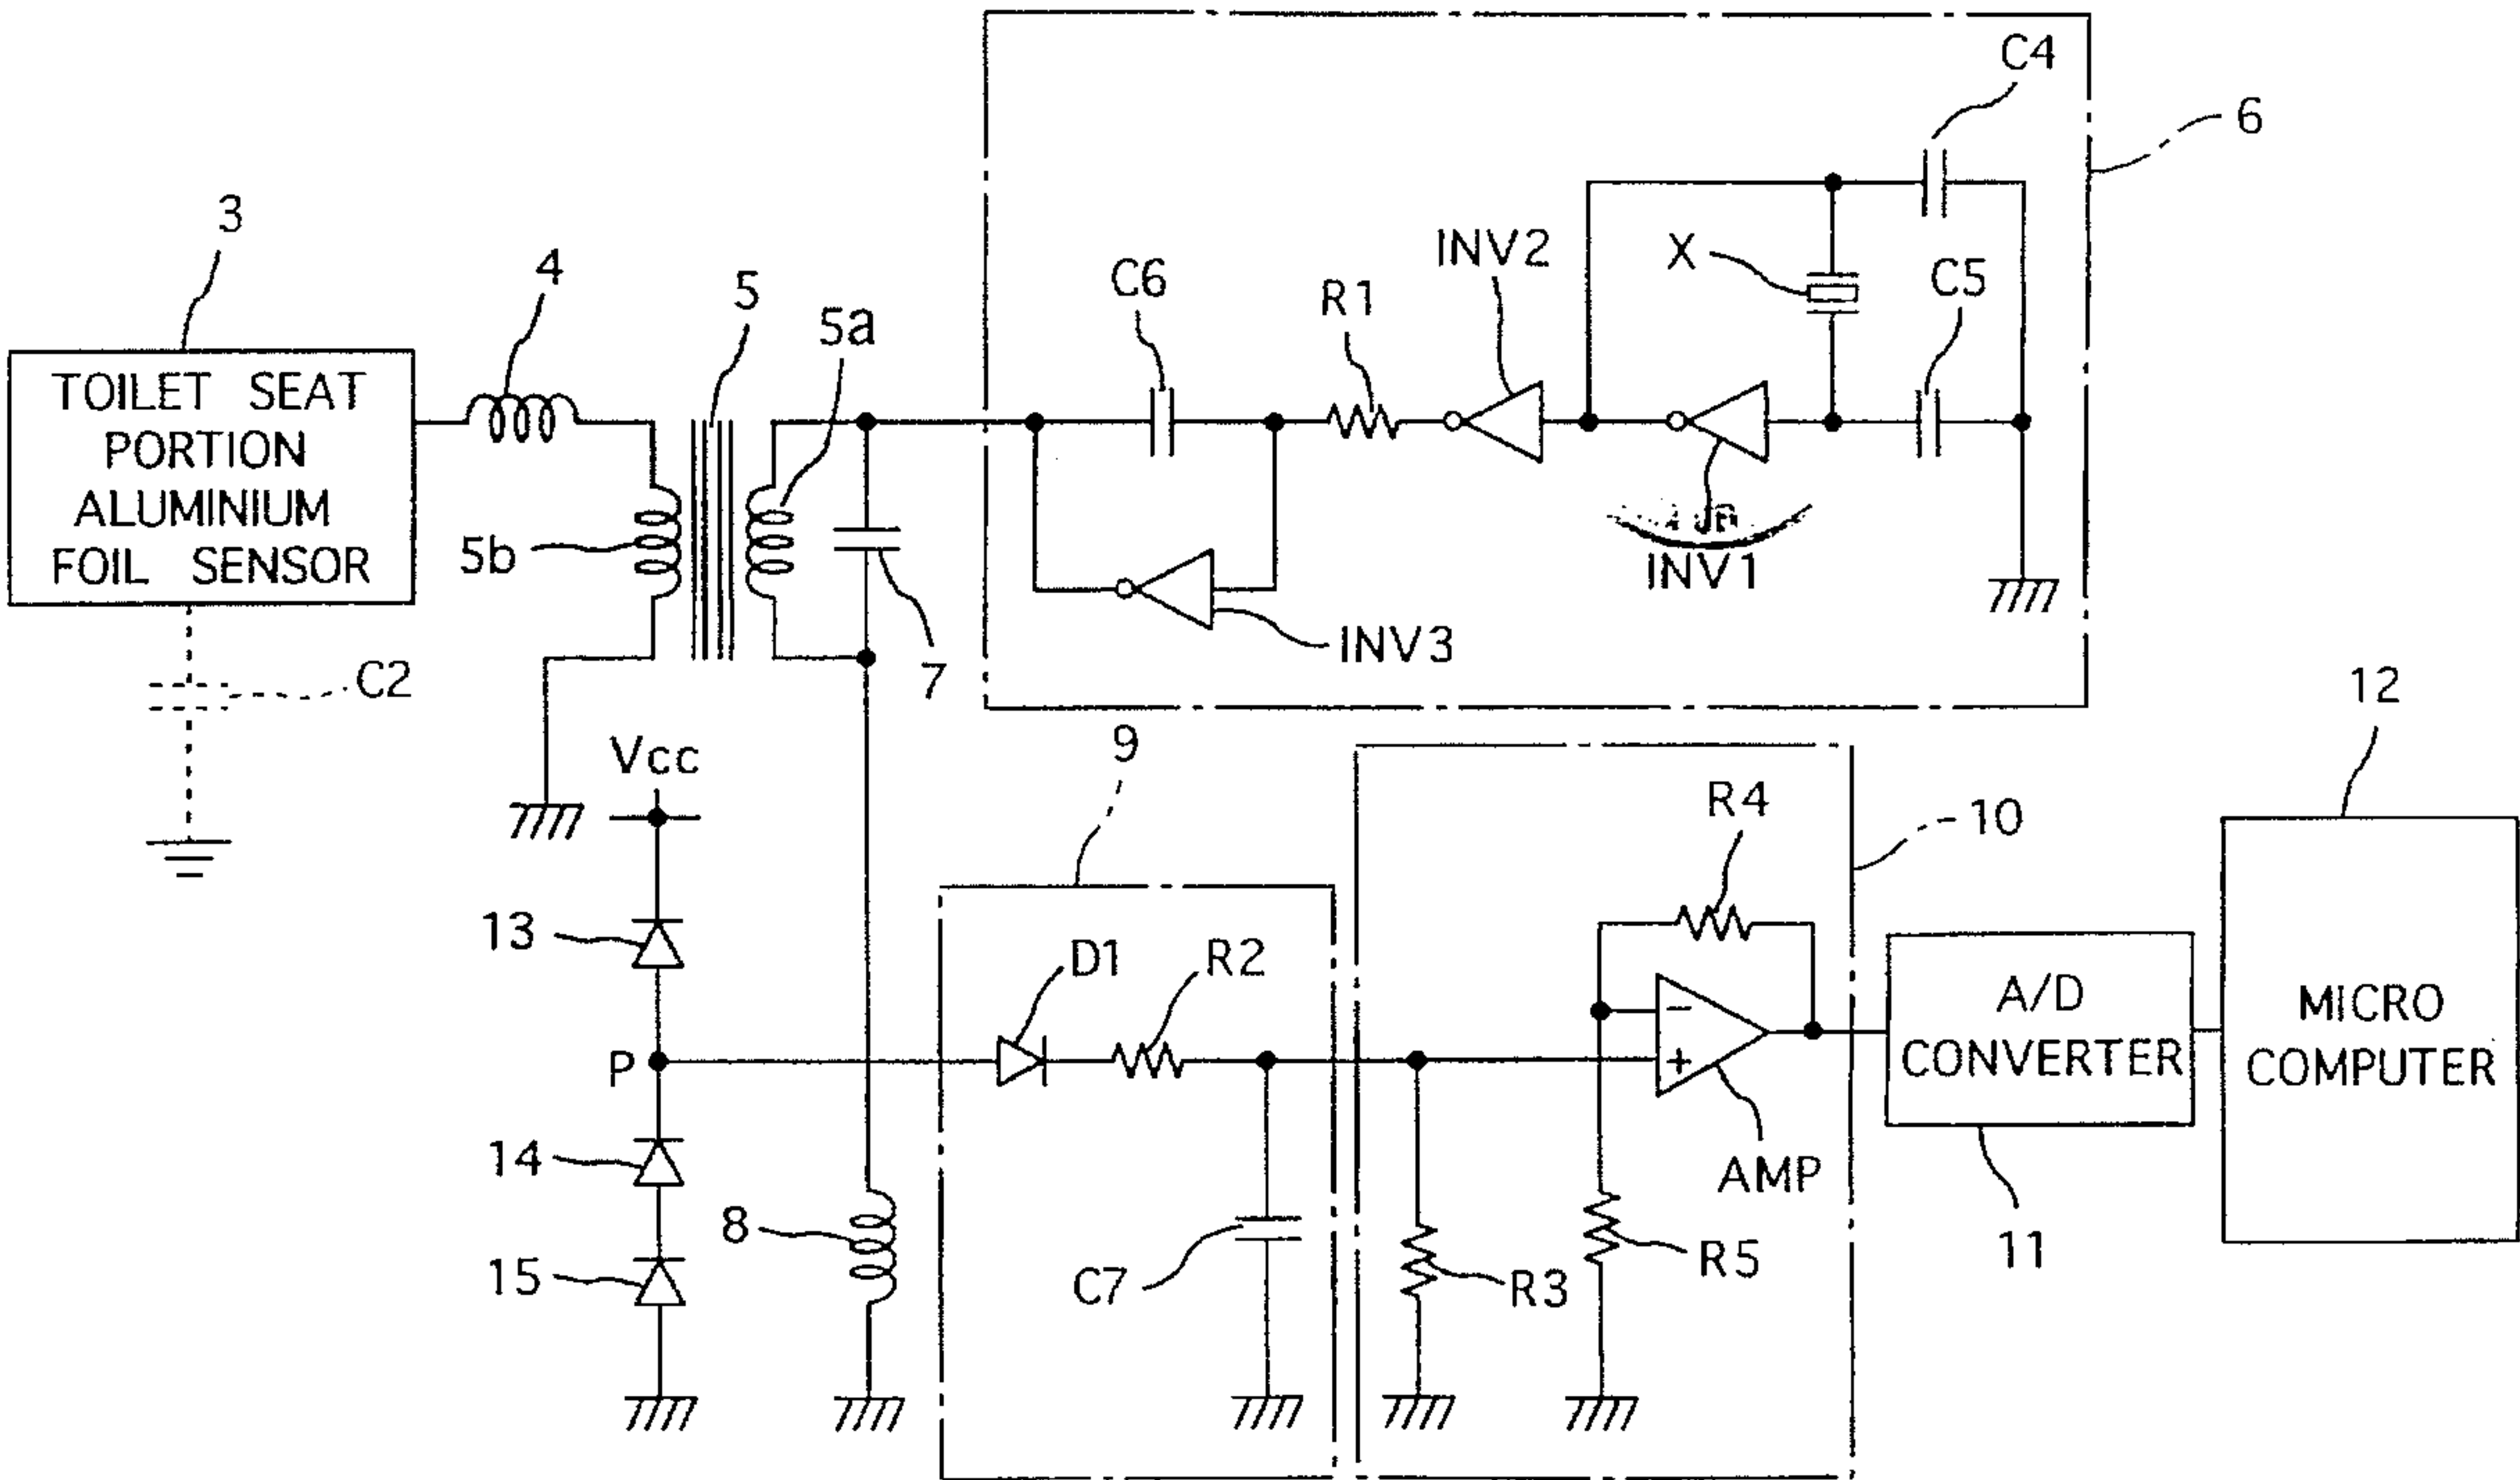 C4
6
3
4
5
5a
C6
R1
INV2
X
C5
TOILET SEAT
PORTION
ALUMINIUM
FOIL SENSOR
5b
INV1
INV3
7
C2
12
Vcc
9
10
R4
13
D1
R2
A/D
CONVERTER
MICRO
COMPUTER
P
−
+
14
AMP
8
15
C7
R3
R5
11